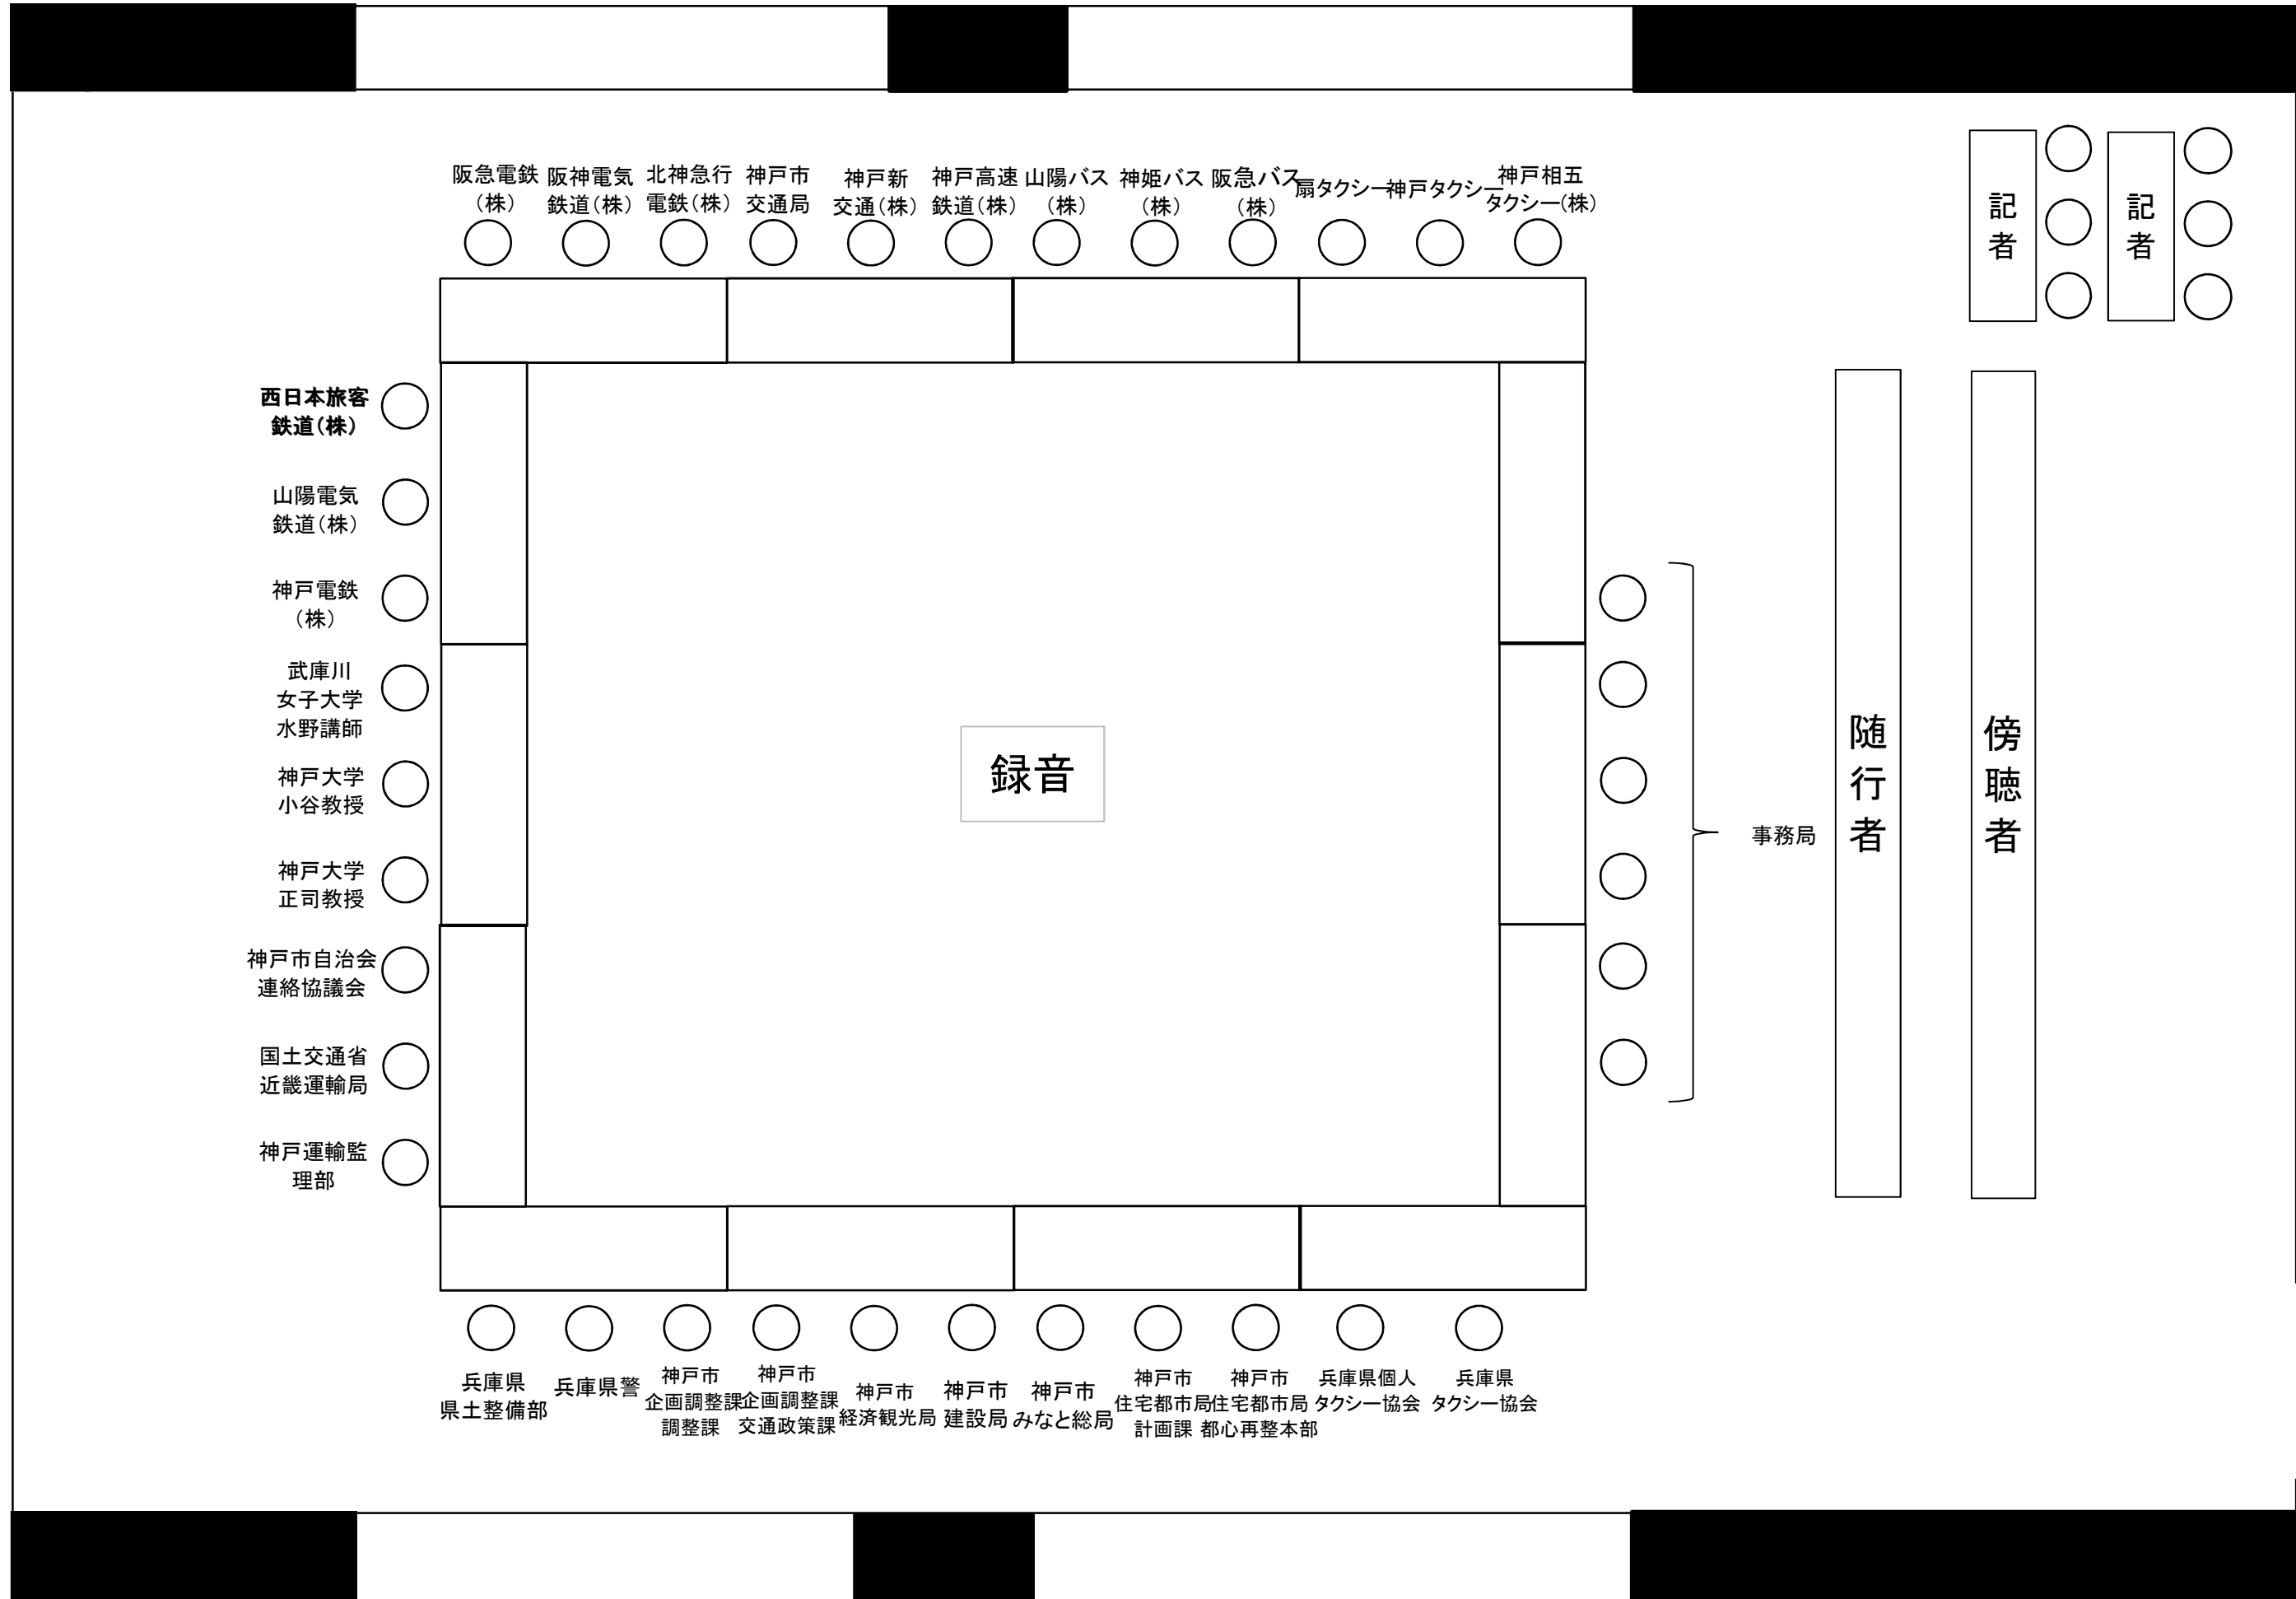 阪急電鉄
（株）
阪神電気
鉄道（株）
北神急行
電鉄（株）
神戸市
交通局
神戸新
交通（株）
神戸高速
鉄道（株）
山陽バス
（株）
神姫バス
（株）
阪急バス
（株）
扇タクシー
神戸タクシー
神戸相互
タクシー（株）
記者
記者
西日本旅客
鉄道（株）
山陽電気
鉄道（株）
神戸電鉄
（株）
武庫川
女子大学
水野講師
神戸大学
小谷教授
神戸大学
正司教授
神戸市自治会
連絡協議会
国土交通省
近畿運輸局
神戸運輸監
理部
録音
事務局
随行者
傍聴者
兵庫県
県土整備部
兵庫県警
神戸市
企画調整課
調整課
神戸市
企画調整課
交通政策課
神戸市
経済観光局
神戸市
建設局
神戸市
みなと総局
神戸市
住宅都市局
計画課
神戸市
住宅都市局
都心再整本部
兵庫県個人
タクシー協会
兵庫県
タクシー協会